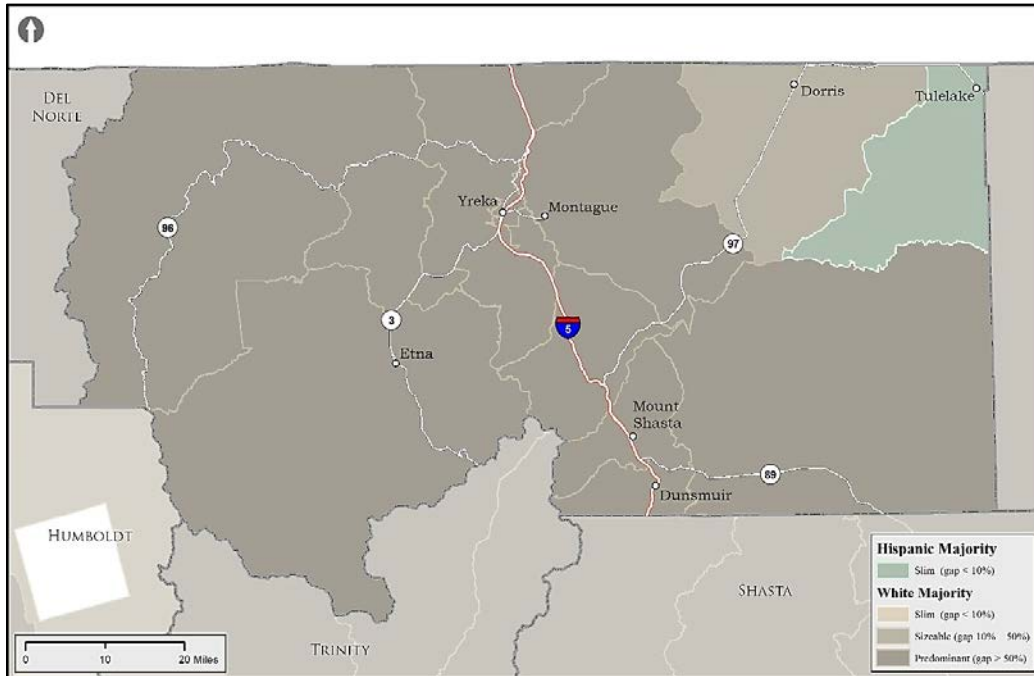 DEL
NORTE
Dorris
Tulelake
Yreka
Montague
96
97
3
5
Etna
Mount
Shasta
89
Dunsmuir
HUMBOLDT
SHASTA
TRINITY
0 10 20 Miles
Hispanic Majority
Slim (gap < 10%)
White Majority
Slim (gap < 10%)
Sizeable (gap 10% 50%)
Predominant (gap > 50%)